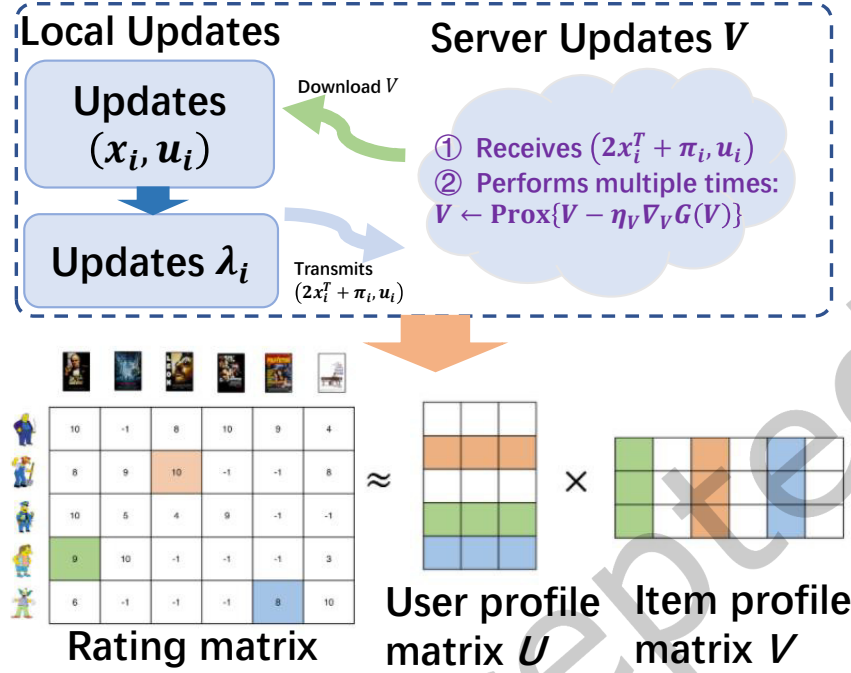 Local Updates
Server Updates V
Updates
(x_i, u_i)
Download V
① Receives (2x_i^T + π_i, u_i)
② Performs multiple times:
V ← Prox{V − η_V ∇_V G(V)}
Updates λ_i
Transmits
(2x_i^T + π_i, u_i)
10 -1 8 10 9 4
8 9 10 -1 -1 8
10 5 4 9 -1 -1
9 10 -1 -1 -1 3
6 -1 -1 -1 8 10
≈
×
Rating matrix
User profile
matrix U
Item profile
matrix V